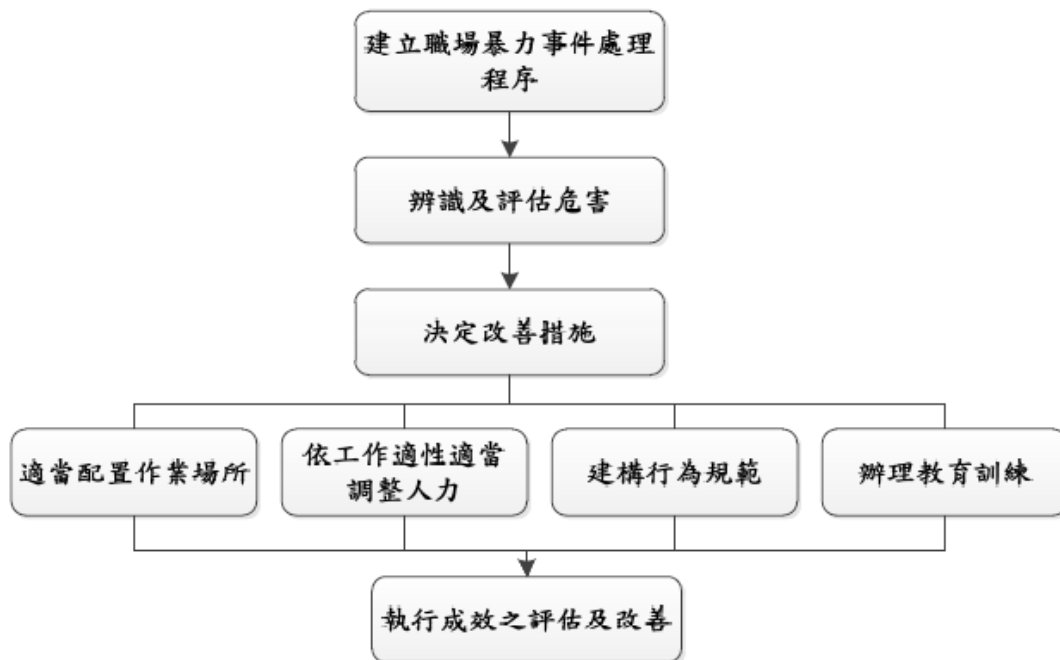 建立職場暴力事件處理
程序
辨識及評估危害
決定改善措施
適當配置作業場所
依工作適性適當
調整人力
建構行為規範
辦理教育訓練
執行成效之評估及改善